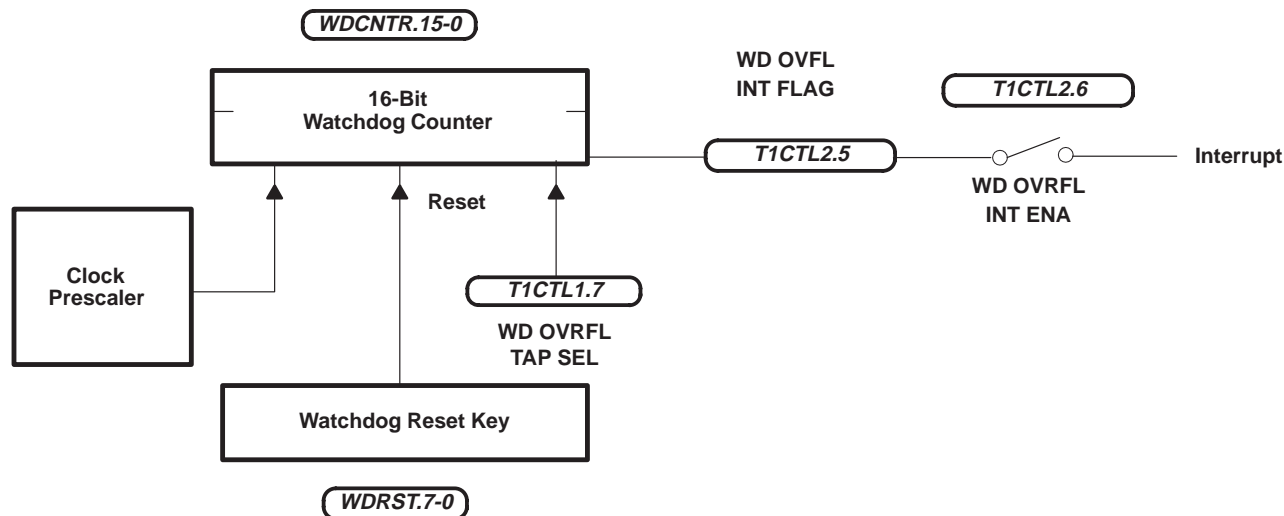 WDCNTR.15-0
16-Bit
Watchdog Counter
WD OVFL
INT FLAG
T1CTL2.6
T1CTL2.5
Interrupt
WD OVRFL
INT ENA
Reset
Clock
Prescaler
T1CTL1.7
WD OVRFL
TAP SEL
Watchdog Reset Key
WDRST.7-0